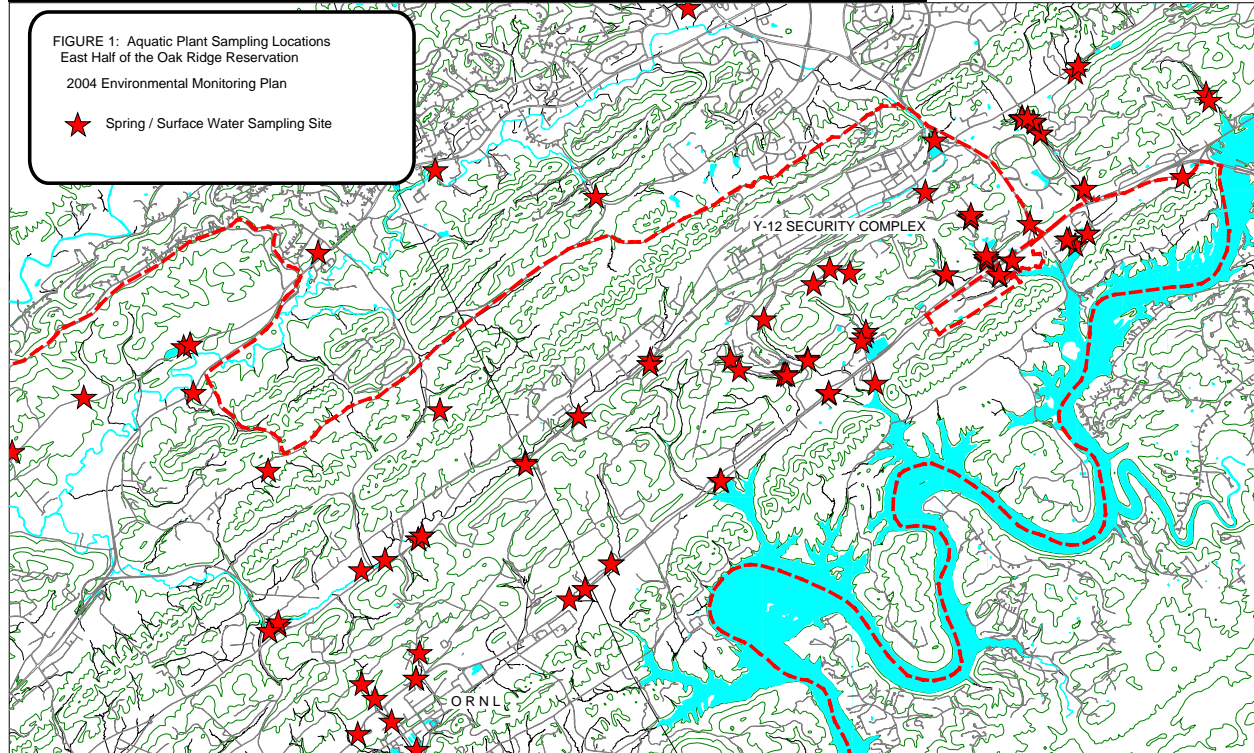 FIGURE 1: Aquatic Plant Sampling Locations
East Half of the Oak Ridge Reservation
2004 Environmental Monitoring Plan
Spring / Surface Water Sampling Site
Y-12 SECURITY COMPLEX
ORNL